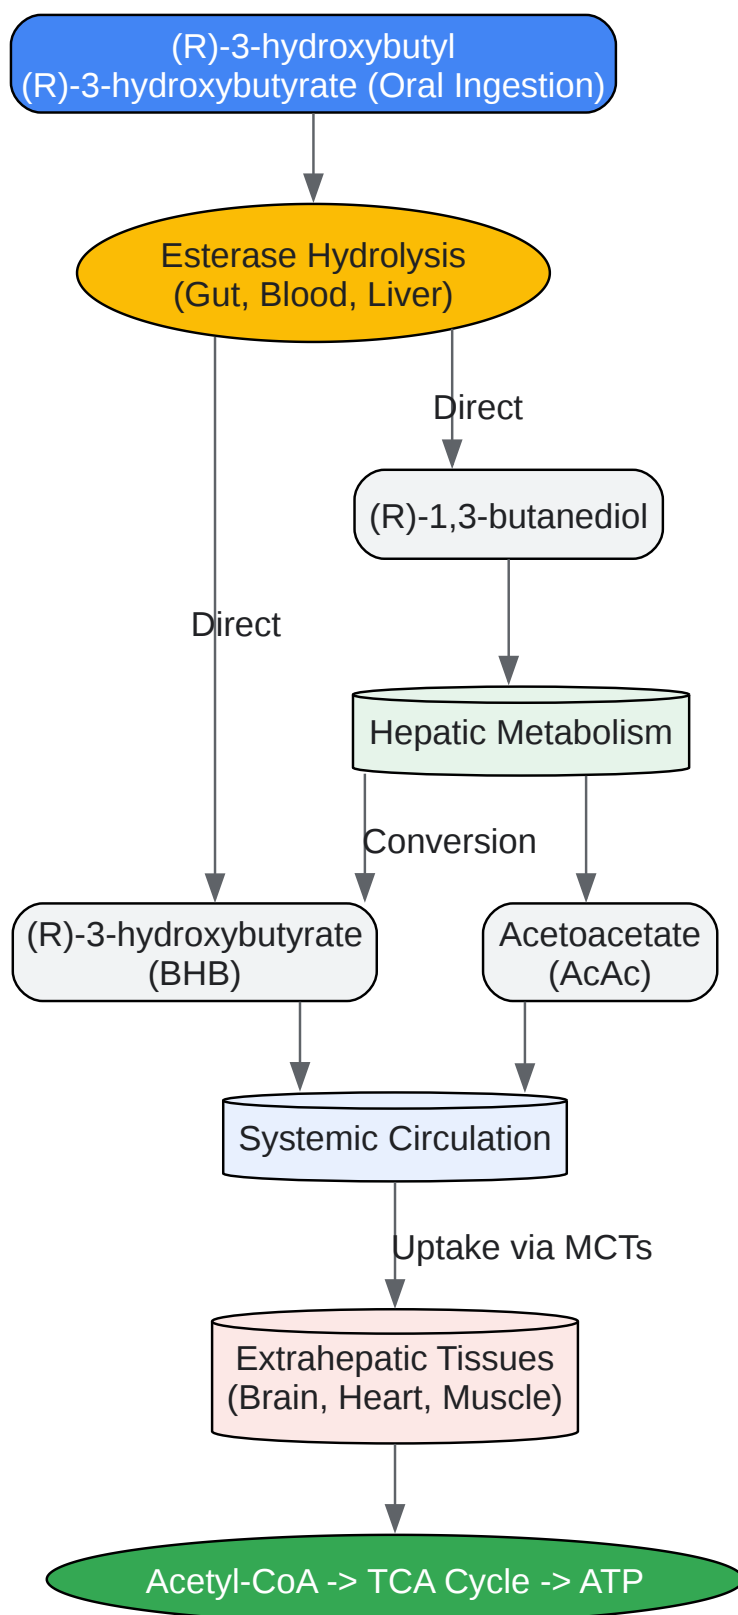 (R)-3-hydroxybutyl
(R)-3-hydroxybutyrate (Oral Ingestion)
Esterase Hydrolysis
(Gut, Blood, Liver)
Direct
(R)-1,3-butanediol
Direct
Hepatic Metabolism
Conversion
(R)-3-hydroxybutyrate
(BHB)
Acetoacetate
(AcAc)
Systemic Circulation
Uptake via MCTs
Extrahepatic Tissues
(Brain, Heart, Muscle)
Acetyl-CoA -> TCA Cycle -> ATP